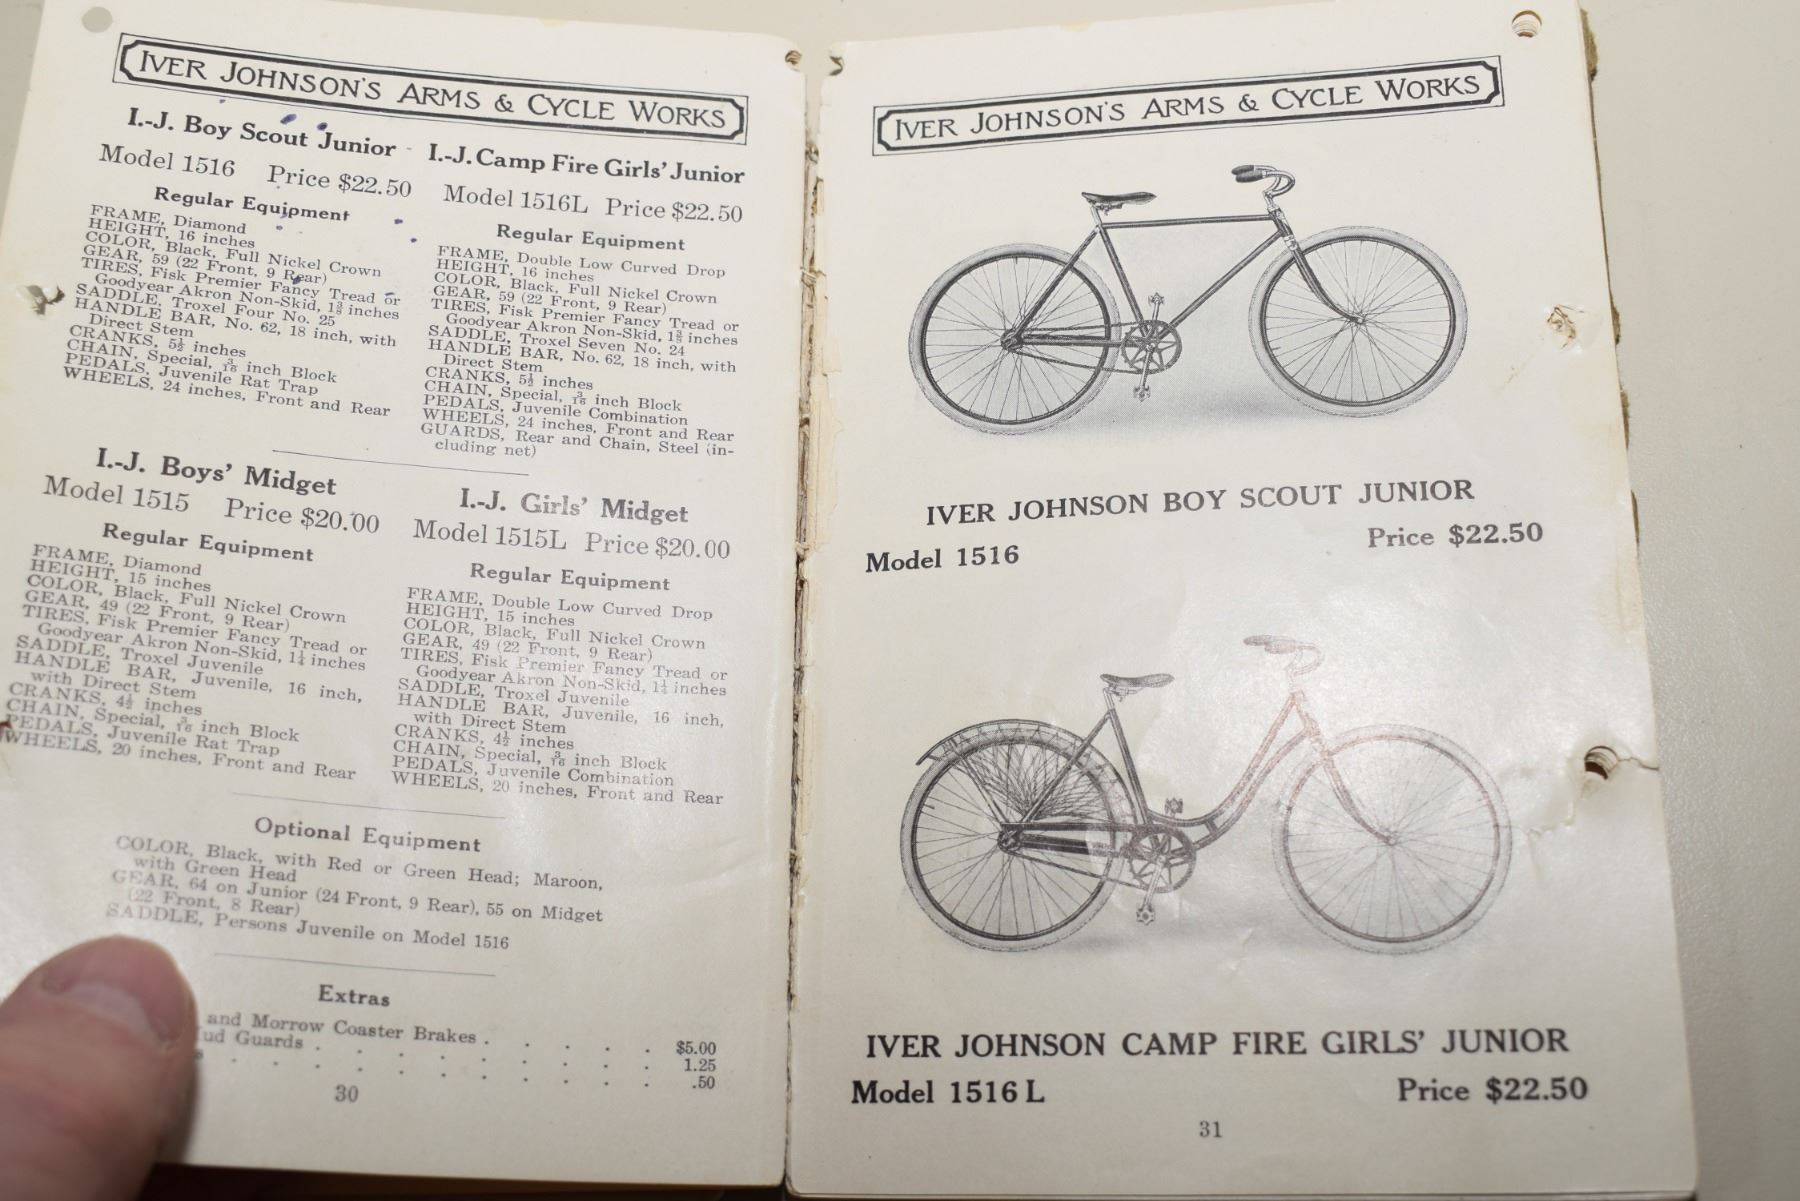 IVER JOHNSON'S ARMS & CYCLE WORKS
I.-J. Boy Scout Junior
Model 1516 Price $22.50
Regular Equipment
FRAME, Diamond
HEIGHT, 16 inches
COLOR, Black, Full Nickel Crown
GEAR, 59 (22 Front, 9 Rear)
TIRES, Fisk Premier Fancy Tread or
Goodyear Akron Non-Skid, 1⅜ inches
SADDLE, Troxel Four No. 25
HANDLE BAR, No. 62, 18 inch, with
Direct Stem
CRANKS, 5½ inches
CHAIN, Special, 3/16 inch Block
PEDALS, Juvenile Rat Trap
WHEELS, 24 inches, Front and Rear
I.-J. Camp Fire Girls' Junior
Model 1516L Price $22.50
Regular Equipment
FRAME, Double Low Curved Drop
HEIGHT, 16 inches
COLOR, Black, Full Nickel Crown
GEAR, 59 (22 Front, 9 Rear)
TIRES, Fisk Premier Fancy Tread or
Goodyear Akron Non-Skid, 1⅜ inches
SADDLE, Troxel Seven No. 24
HANDLE BAR, No. 62, 18 inch, with
Direct Stem
CRANKS, 5½ inches
CHAIN, Special, 3/16 inch Block
PEDALS, Juvenile Combination
WHEELS, 24 inches, Front and Rear
GUARDS, Rear and Chain, Steel (in-
cluding net)
I.-J. Boys' Midget
Model 1515 Price $20.00
Regular Equipment
FRAME, Diamond
HEIGHT, 15 inches
COLOR, Black, Full Nickel Crown
GEAR, 49 (22 Front, 9 Rear)
TIRES, Fisk Premier Fancy Tread or
Goodyear Akron Non-Skid, 1¼ inches
SADDLE, Troxel Juvenile
HANDLE BAR, Juvenile, 16 inch,
with Direct Stem
CRANKS, 4½ inches
CHAIN, Special, 3/16 inch Block
PEDALS, Juvenile Rat Trap
WHEELS, 20 inches, Front and Rear
I.-J. Girls' Midget
Model 1515L Price $20.00
Regular Equipment
FRAME, Double Low Curved Drop
HEIGHT, 15 inches
COLOR, Black, Full Nickel Crown
GEAR, 49 (22 Front, 9 Rear)
TIRES, Fisk Premier Fancy Tread or
Goodyear Akron Non-Skid, 1¼ inches
SADDLE, Troxel Juvenile
HANDLE BAR, Juvenile, 16 inch,
with Direct Stem
CRANKS, 4½ inches
CHAIN, Special, 3/16 inch Block
PEDALS, Juvenile Combination
WHEELS, 20 inches, Front and Rear
Optional Equipment
COLOR, Black, with Red or Green Head; Maroon,
with Green Head
GEAR, 64 on Junior (24 Front, 9 Rear), 55 on Midget
(22 Front, 8 Rear)
SADDLE, Persons Juvenile on Model 1516
Extras
and Morrow Coaster Brakes . . . . . $5.00
Guards . . . . . . . . . 1.25
. . . . . . . . . . . .50
30
IVER JOHNSON'S ARMS & CYCLE WORKS
IVER JOHNSON BOY SCOUT JUNIOR
Model 1516 Price $22.50
IVER JOHNSON CAMP FIRE GIRLS' JUNIOR
Model 1516 L Price $22.50
31